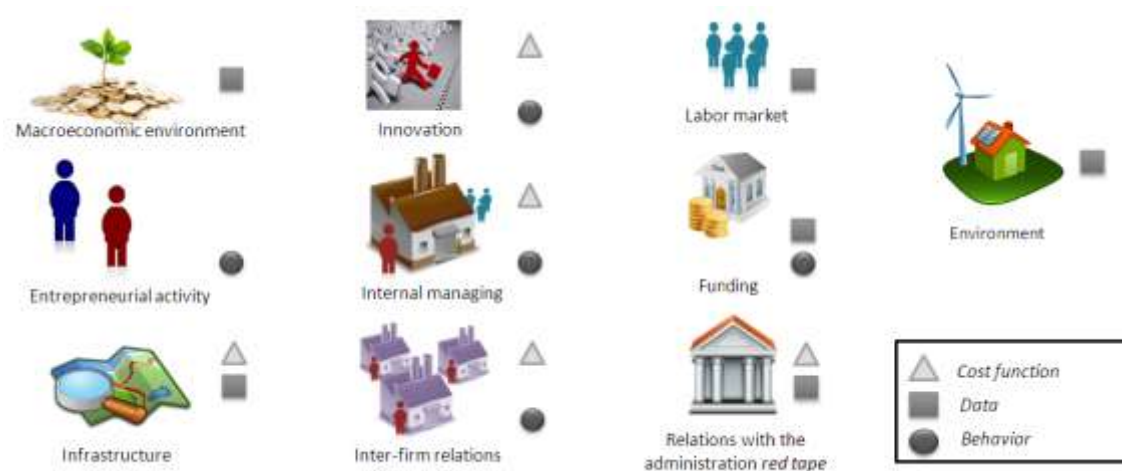 Macroeconomic environment
Innovation
Labor market
Environment
Entrepreneurial activity
Internal managing
Funding
Infrastructure
Inter-firm relations
Relations with the
administration red tape
Cost function
Data
Behavior